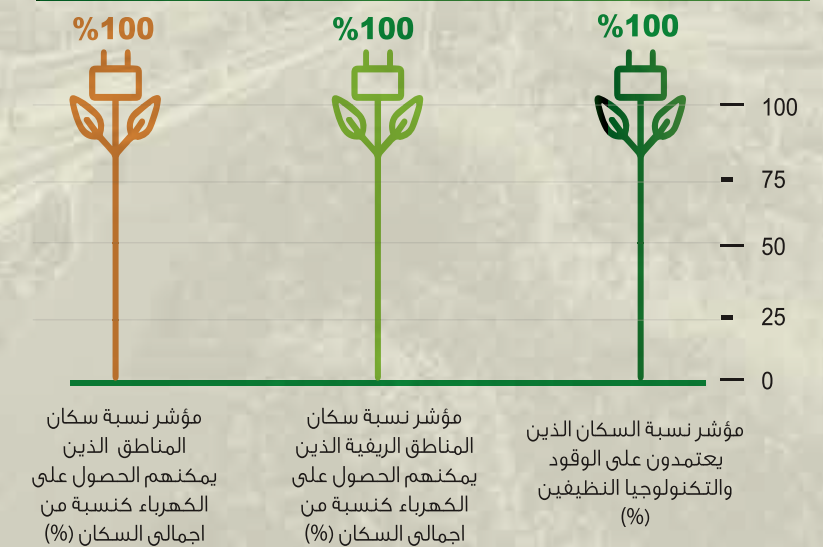 %100
%100
%100
100
75
50
25
0
مؤشر نسبة السكان الذين
يعتمدون على الوقود
والتكنولوجيا النظيفين
(%)
مؤشر نسبة سكان
المناطق الريفية الذين
يمكنهم الحصول على
الكهرباء كنسبة من
اجمالي السكان (%)
مؤشر نسبة سكان
المناطق الذين
يمكنهم الحصول على
الكهرباء كنسبة من
اجمالي السكان (%)